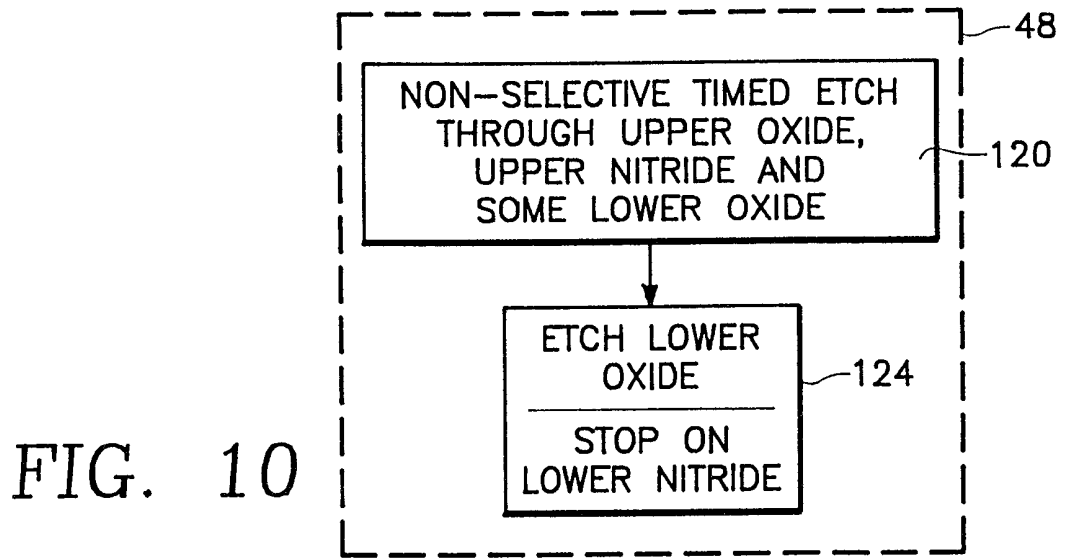 48
NON-SELECTIVE TIMED ETCH
THROUGH UPPER OXIDE,
UPPER NITRIDE AND
SOME LOWER OXIDE
120
ETCH LOWER
OXIDE
124
STOP ON
LOWER NITRIDE
FIG. 10